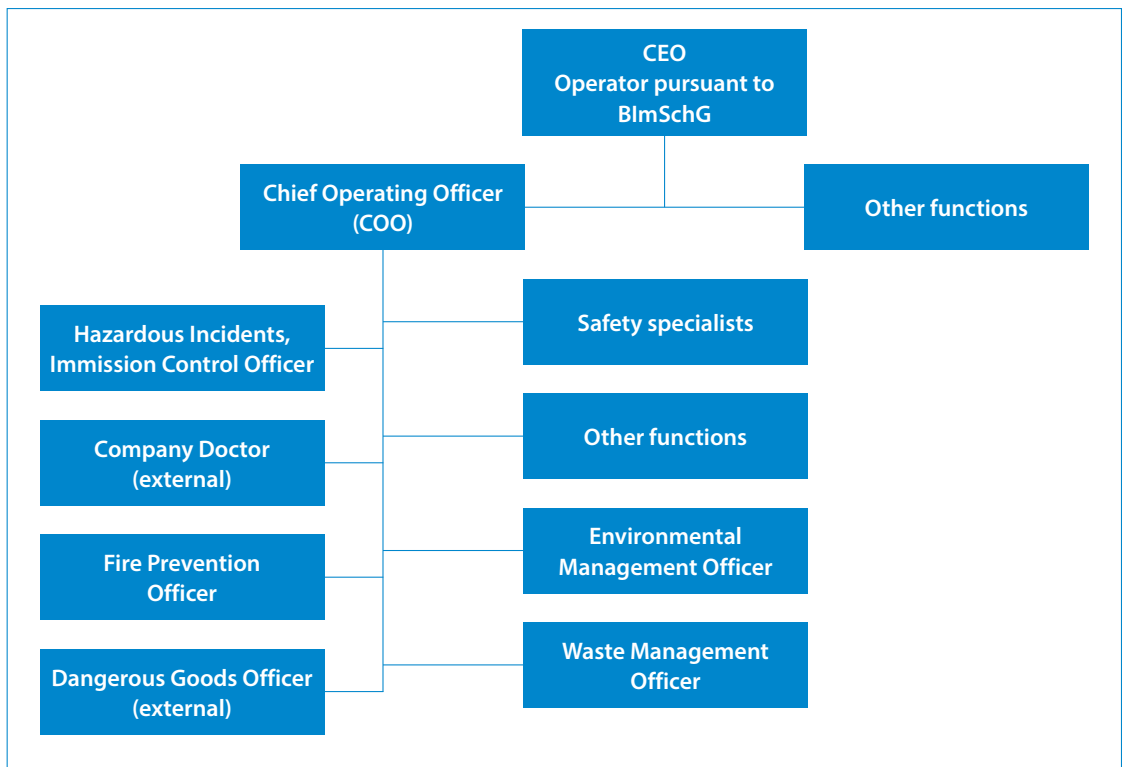 CEO
Operator pursuant to
BImSchG
Chief Operating Officer
(COO)
Other functions
Hazardous Incidents,
Immission Control Officer
Safety specialists
Company Doctor
(external)
Other functions
Fire Prevention
Officer
Environmental
Management Officer
Dangerous Goods Officer
(external)
Waste Management
Officer